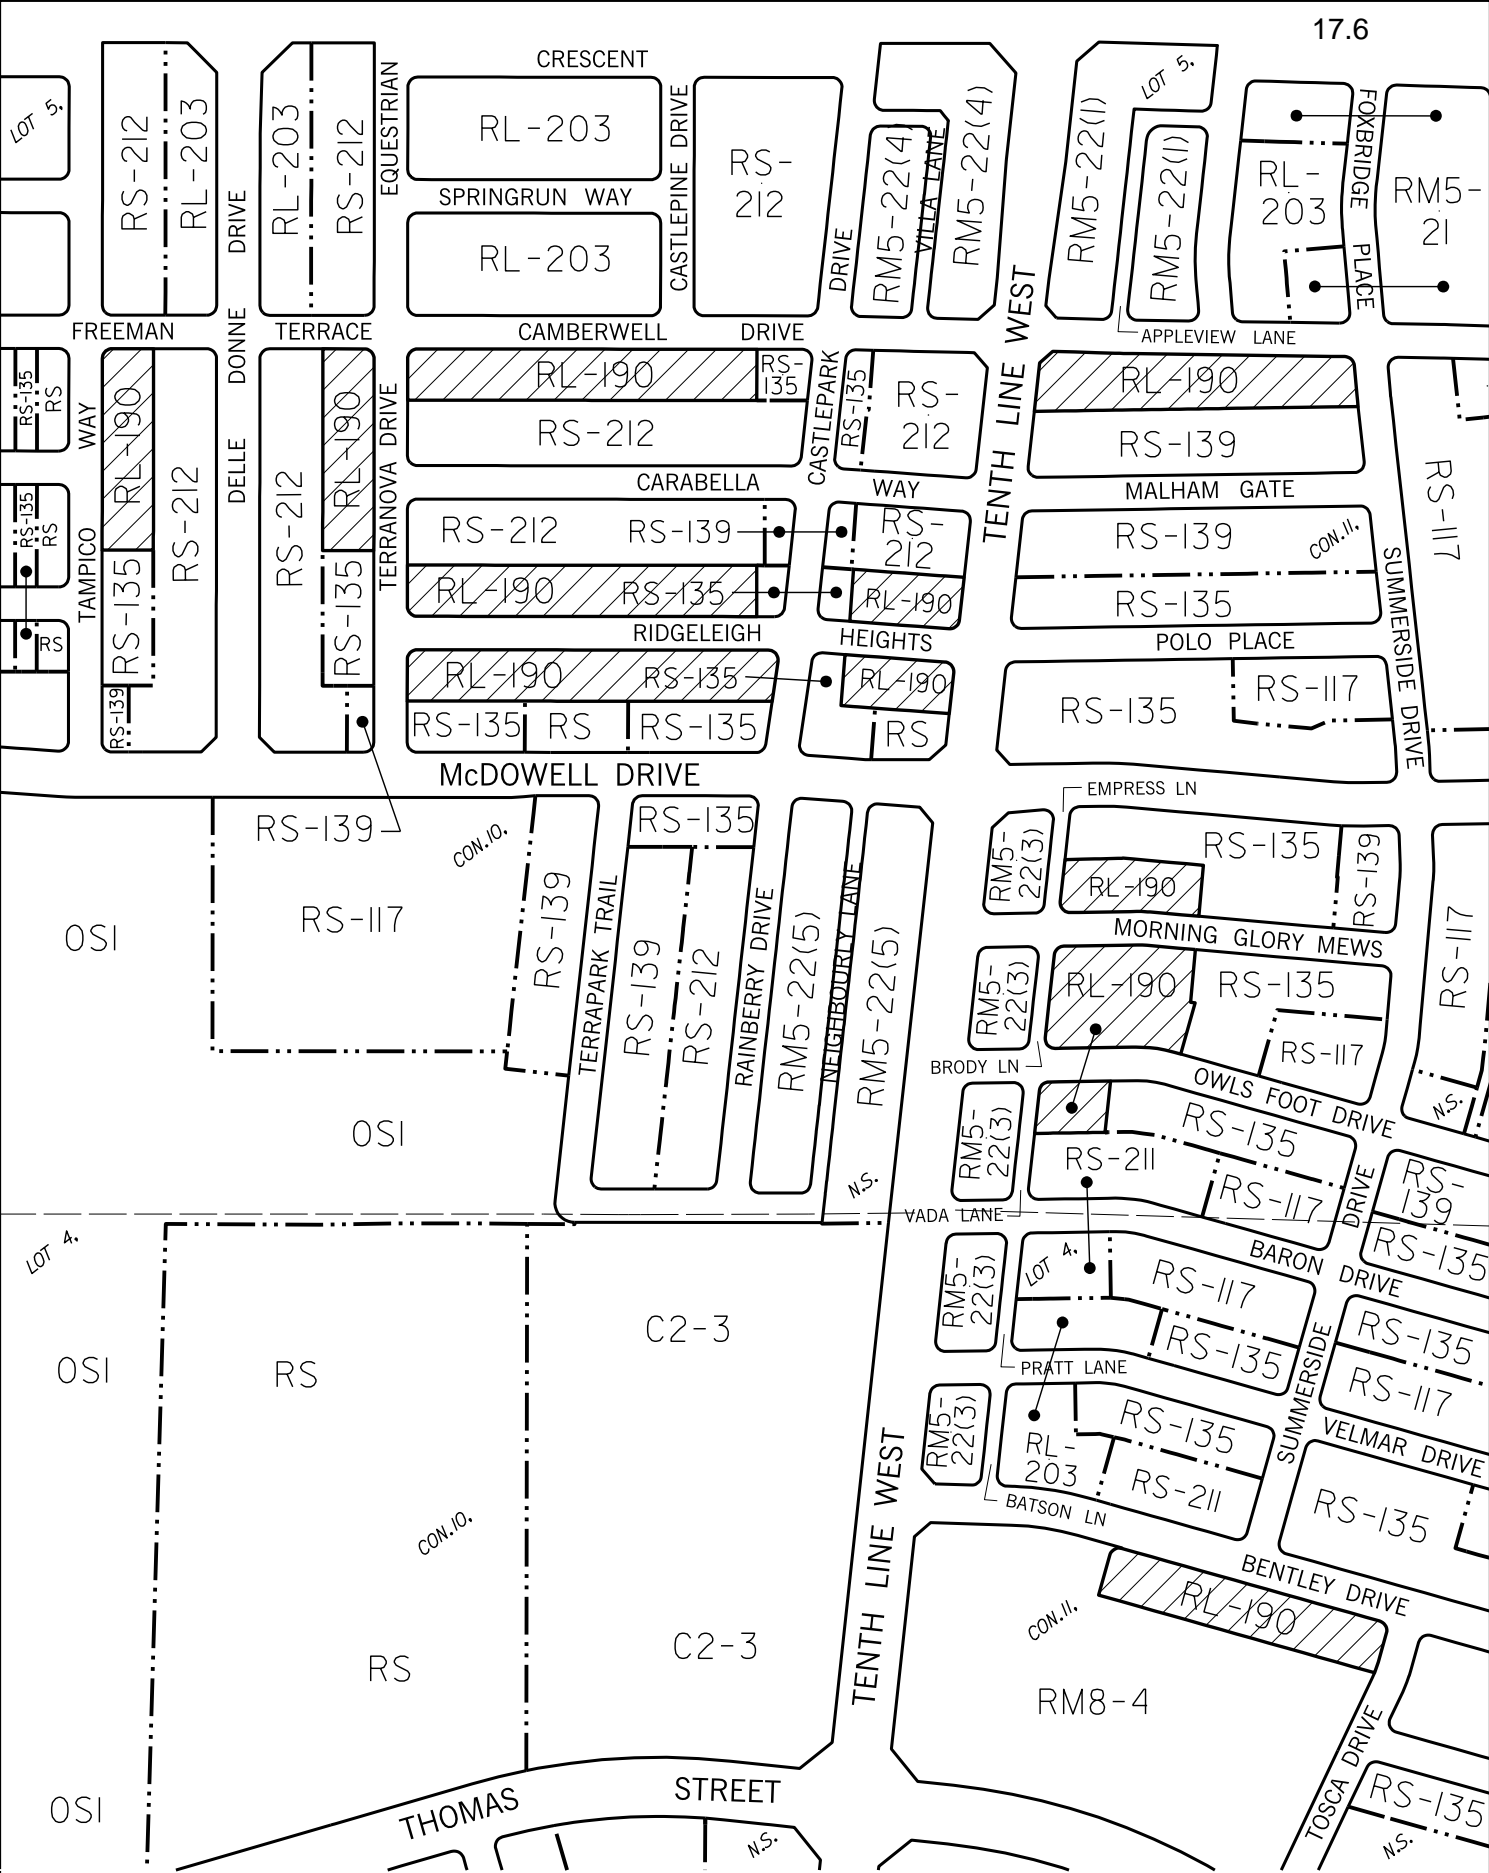 17.6
CRESCENT
LOT 5,
RS-212
RL-203
RL-203
RS-212
EQUESTRIAN
RL-203
CASTLEPINE DRIVE
RS-
212
RM5-22(4)
VILLA LANE
RM5-22(4)
RM5-22(1)
LOT 5,
RM5-22(1)
RL-
203
FOXBRIDGE PLACE
RM5-
21
SPRINGRUN WAY
RL-203
DRIVE
DELLE DONNE DRIVE
TENTH LINE WEST
FREEMAN TERRACE
CAMBERWELL DRIVE
APPLEVIEW LANE
RS-135
RS
WAY
RL-190
RS-212
RS-212
RL-190
TERRANOVA DRIVE
RL-190
RS-
135
RS-212
CASTLEPARK
RS-135
RS-
212
RL-190
RS-139
RS-117
CARABELLA WAY
MALHAM GATE
RS-135
RS
TAMPICO
RS-135
RS-135
RS-212
RS-139
RS-
212
RS-139
CON.11,
RL-190
RS-135
RL-190
RS-135
SUMMERSIDE DRIVE
RS
RIDGELEIGH HEIGHTS
POLO PLACE
RS-139
RL-190
RS-135
RL-190
RS-135
RS-117
RS-135
RS
RS-135
RS
McDOWELL DRIVE
EMPRESS LN
RS-139
CON.10,
RS-135
RM5-
22(3)
RS-135
RS-139
RL-190
RS-117
OS1
RS-139
TERRAPARK TRAIL
RS-139
RS-212
RAINBERRY DRIVE
RM5-22(5)
NEIGHBOURLY LANE
RM5-22(5)
MORNING GLORY MEWS
RS-117
RM5-
22(3)
RL-190
RS-135
RS-117
BRODY LN
OWLS FOOT DRIVE
N.S.
OS1
RM5-
22(3)
RS-135
RS-211
RS-117
DRIVE
RS-
139
RS-135
N.S.
VADA LANE
LOT 4,
RM5-
22(3)
LOT 4,
BARON DRIVE
RS-117
RS-135
C2-3
RS-135
RS-117
OS1
RS
PRATT LANE
SUMMERSIDE
RM5-
22(3)
RL-
203
RS-135
RS-211
VELMAR DRIVE
TENTH LINE WEST
BATSON LN
RS-135
CON.10,
BENTLEY DRIVE
RL-190
CON.11,
C2-3
RS
RM8-4
TOSCA DRIVE
OS1
THOMAS STREET
RS-135
N.S.
N.S.